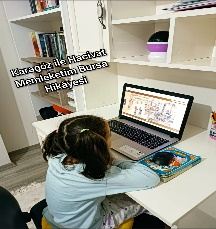 Karagöz ile Hacivat
Memleketim Bursa
Hikayesi